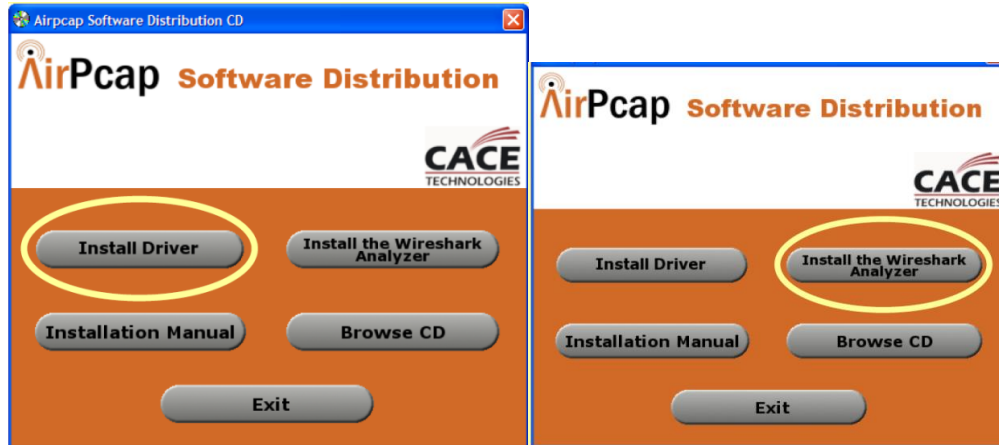 Airpcap Software Distribution CD
AirPcap Software Distribution
CACE
TECHNOLOGIES
Install Driver
Install the Wireshark
Analyzer
Installation Manual
Browse CD
Exit
AirPcap Software Distribution
CACE
TECHNOLOGIES
Install Driver
Install the Wireshark
Analyzer
Installation Manual
Browse CD
Exit